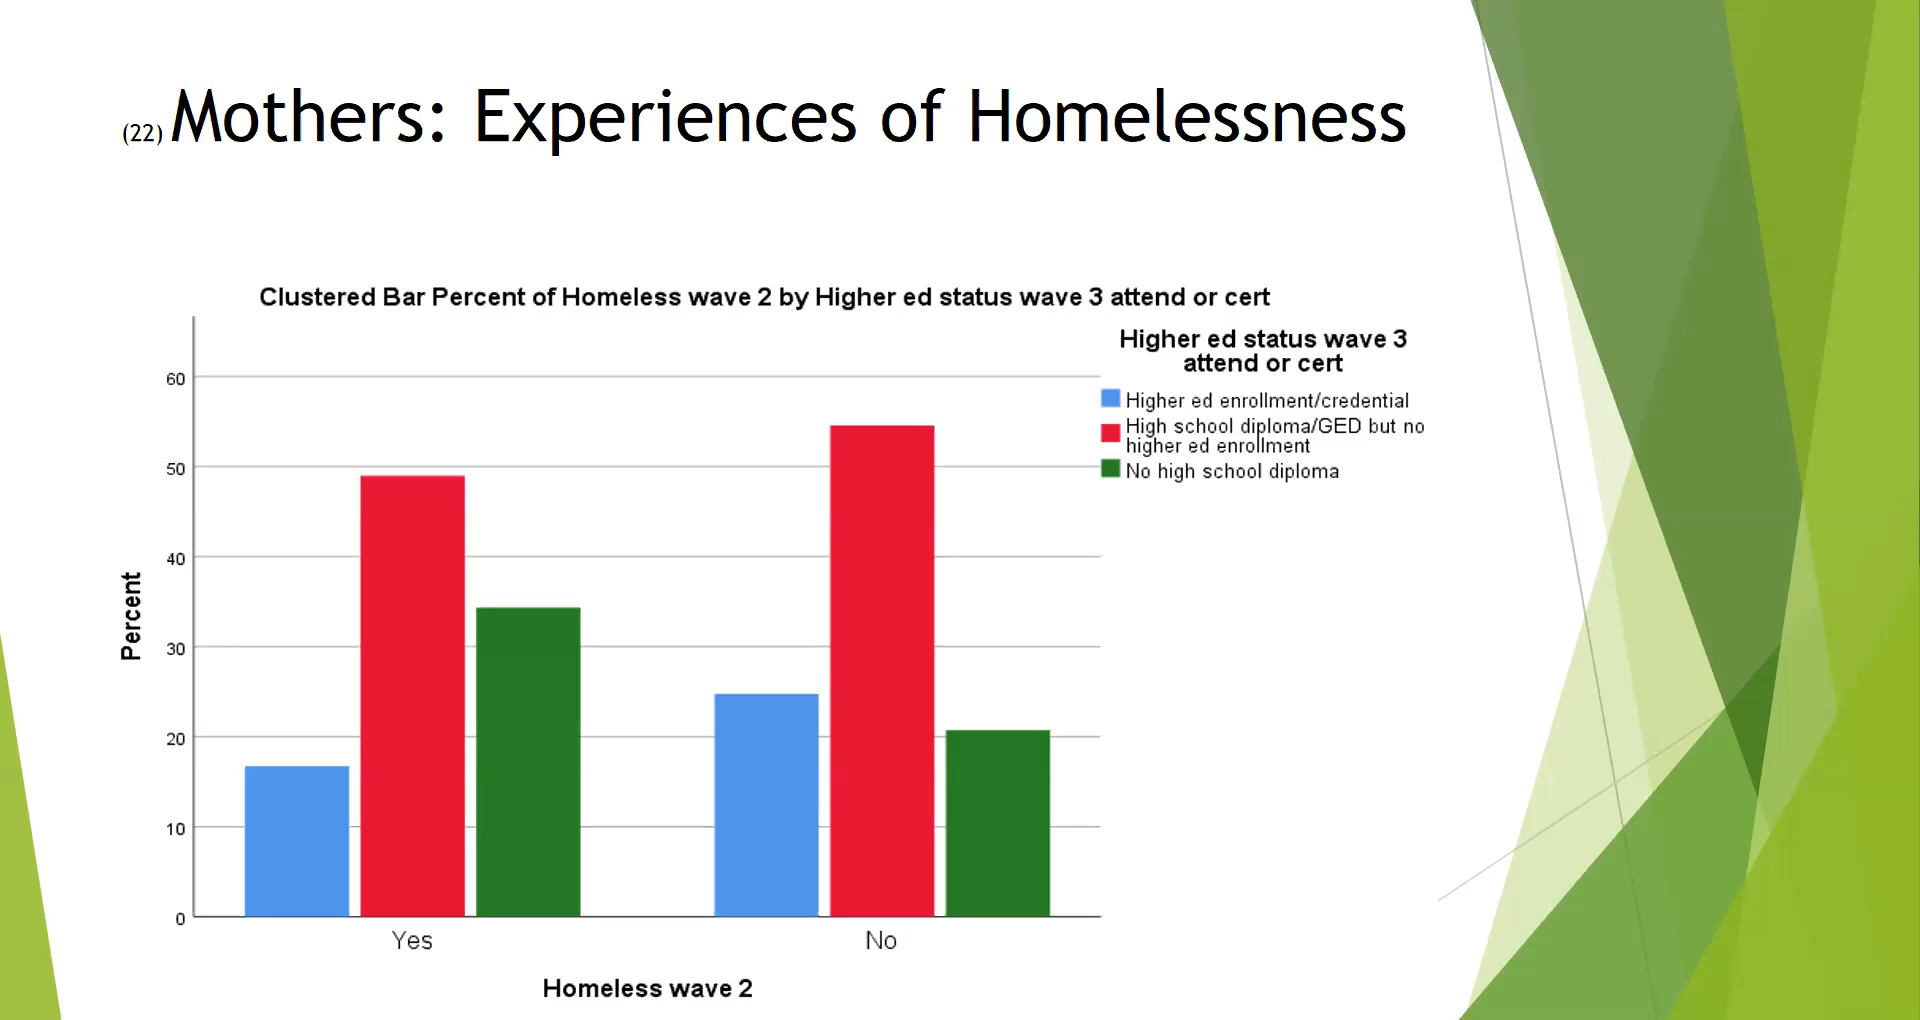 (22) Mothers: Experiences of Homelessness
Clustered Bar Percent of Homeless wave 2 by Higher ed status wave 3 attend or cert
Higher ed status wave 3
attend or cert
Higher ed enrollment/credential
High school diploma/GED but no
higher ed enrollment
No high school diploma
Percent
60
50
40
30
20
10
0
Yes
No
Homeless wave 2